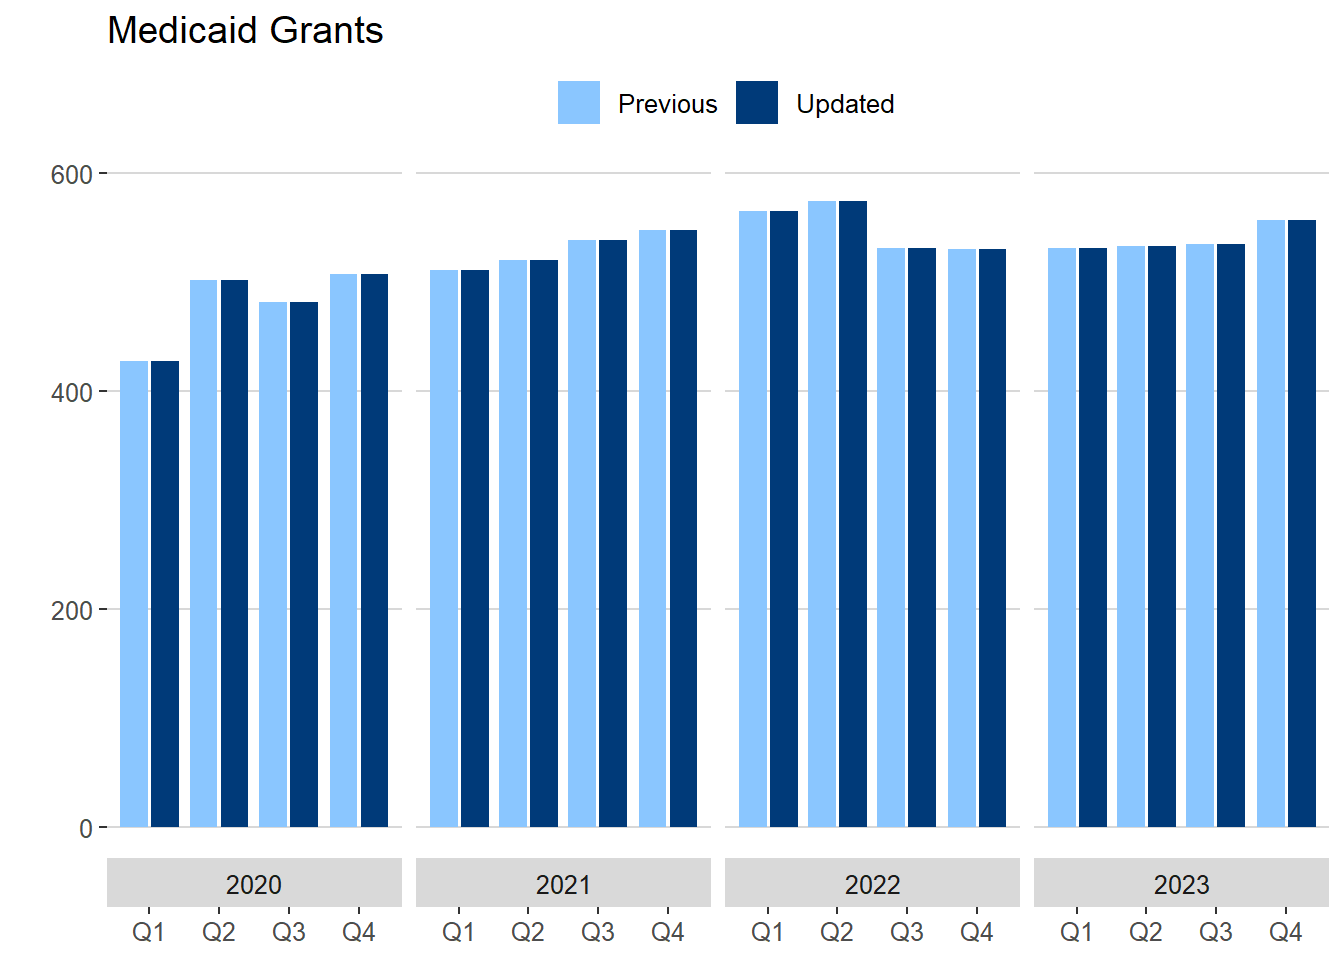 Medicaid Grants
Previous Updated
600
400
200
0
2020 2021 2022 2023
Q1 Q2 Q3 Q4 Q1 Q2 Q3 Q4 Q1 Q2 Q3 Q4 Q1 Q2 Q3 Q4